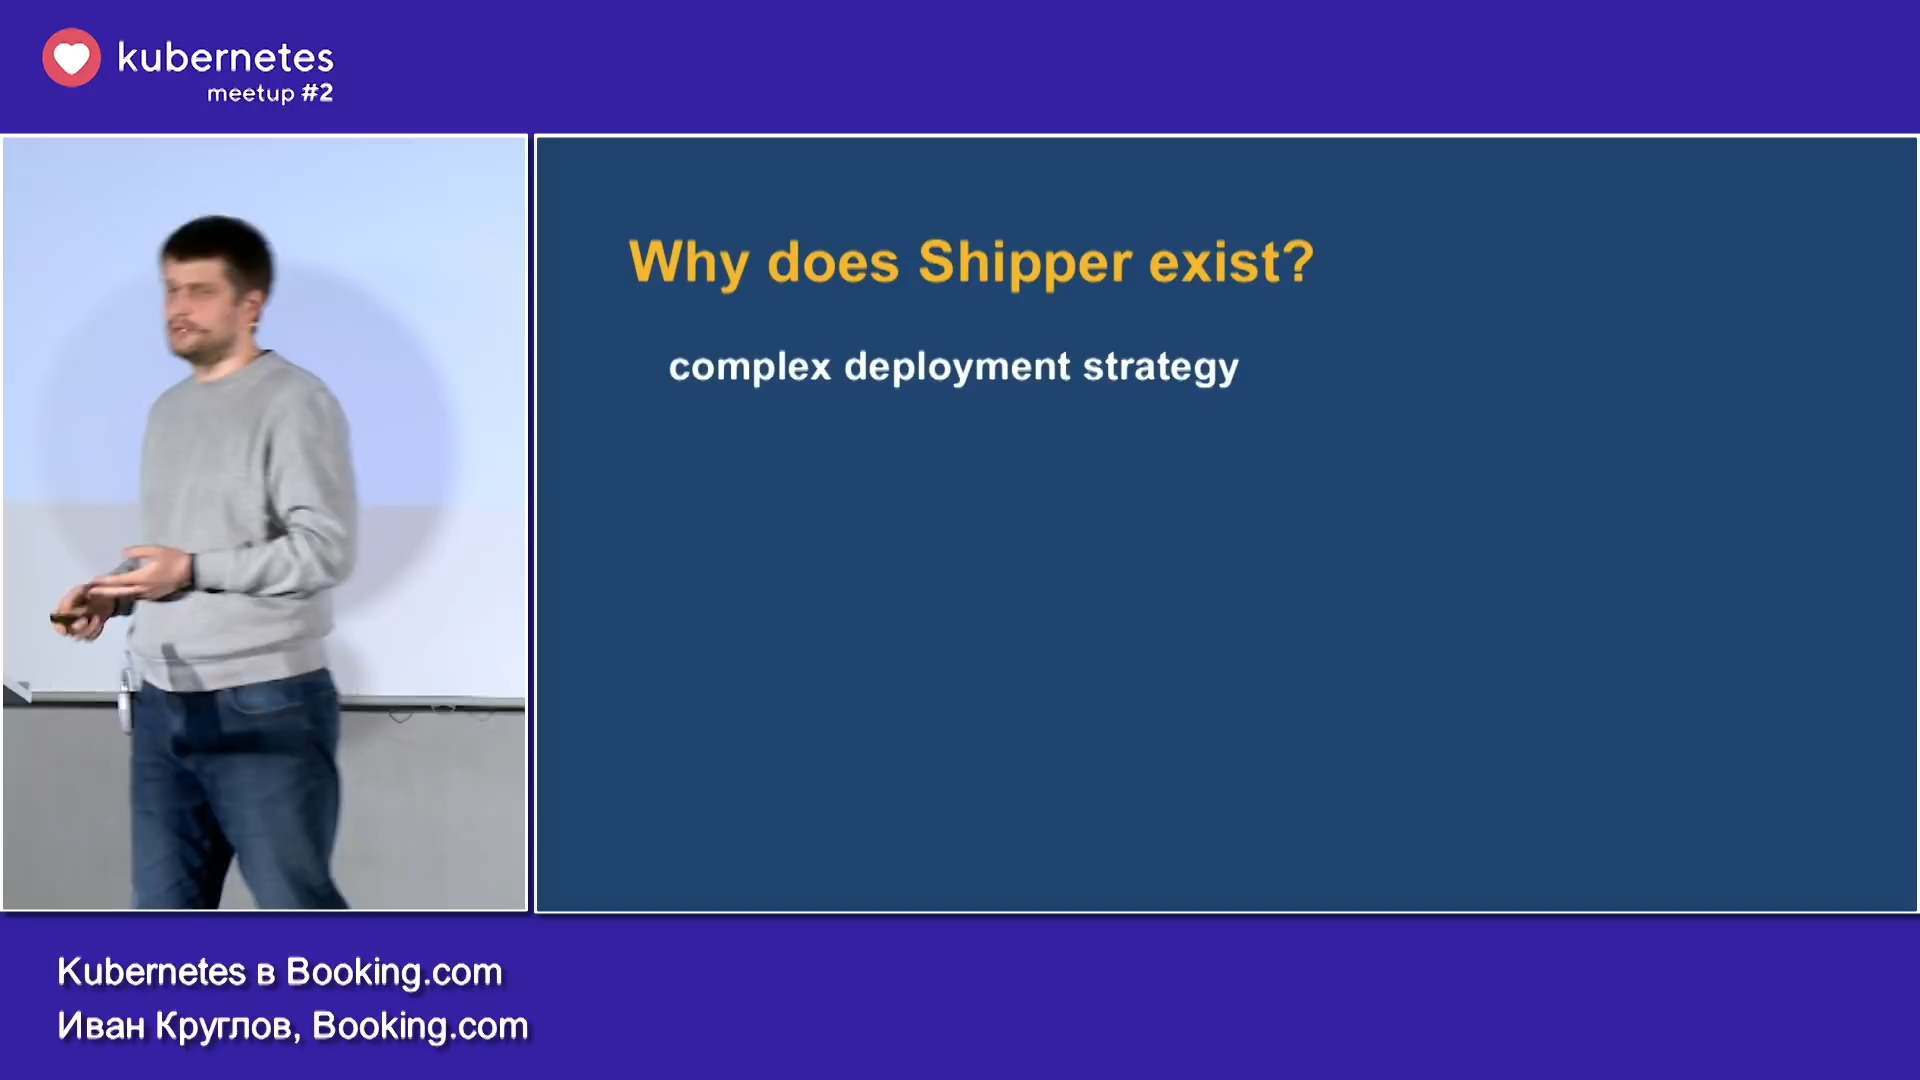 kubernetes
meetup #2
Why does Shipper exist?
complex deployment strategy
Kubernetes в Booking.com
Иван Круглов, Booking.com